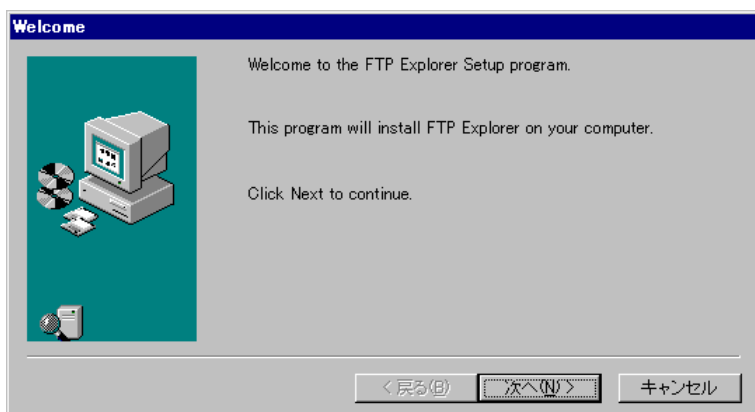 Welcome
Welcome to the FTP Explorer Setup program.
This program will install FTP Explorer on your computer.
Click Next to continue.
< 戻る(B) 次へ(N) > キャンセル